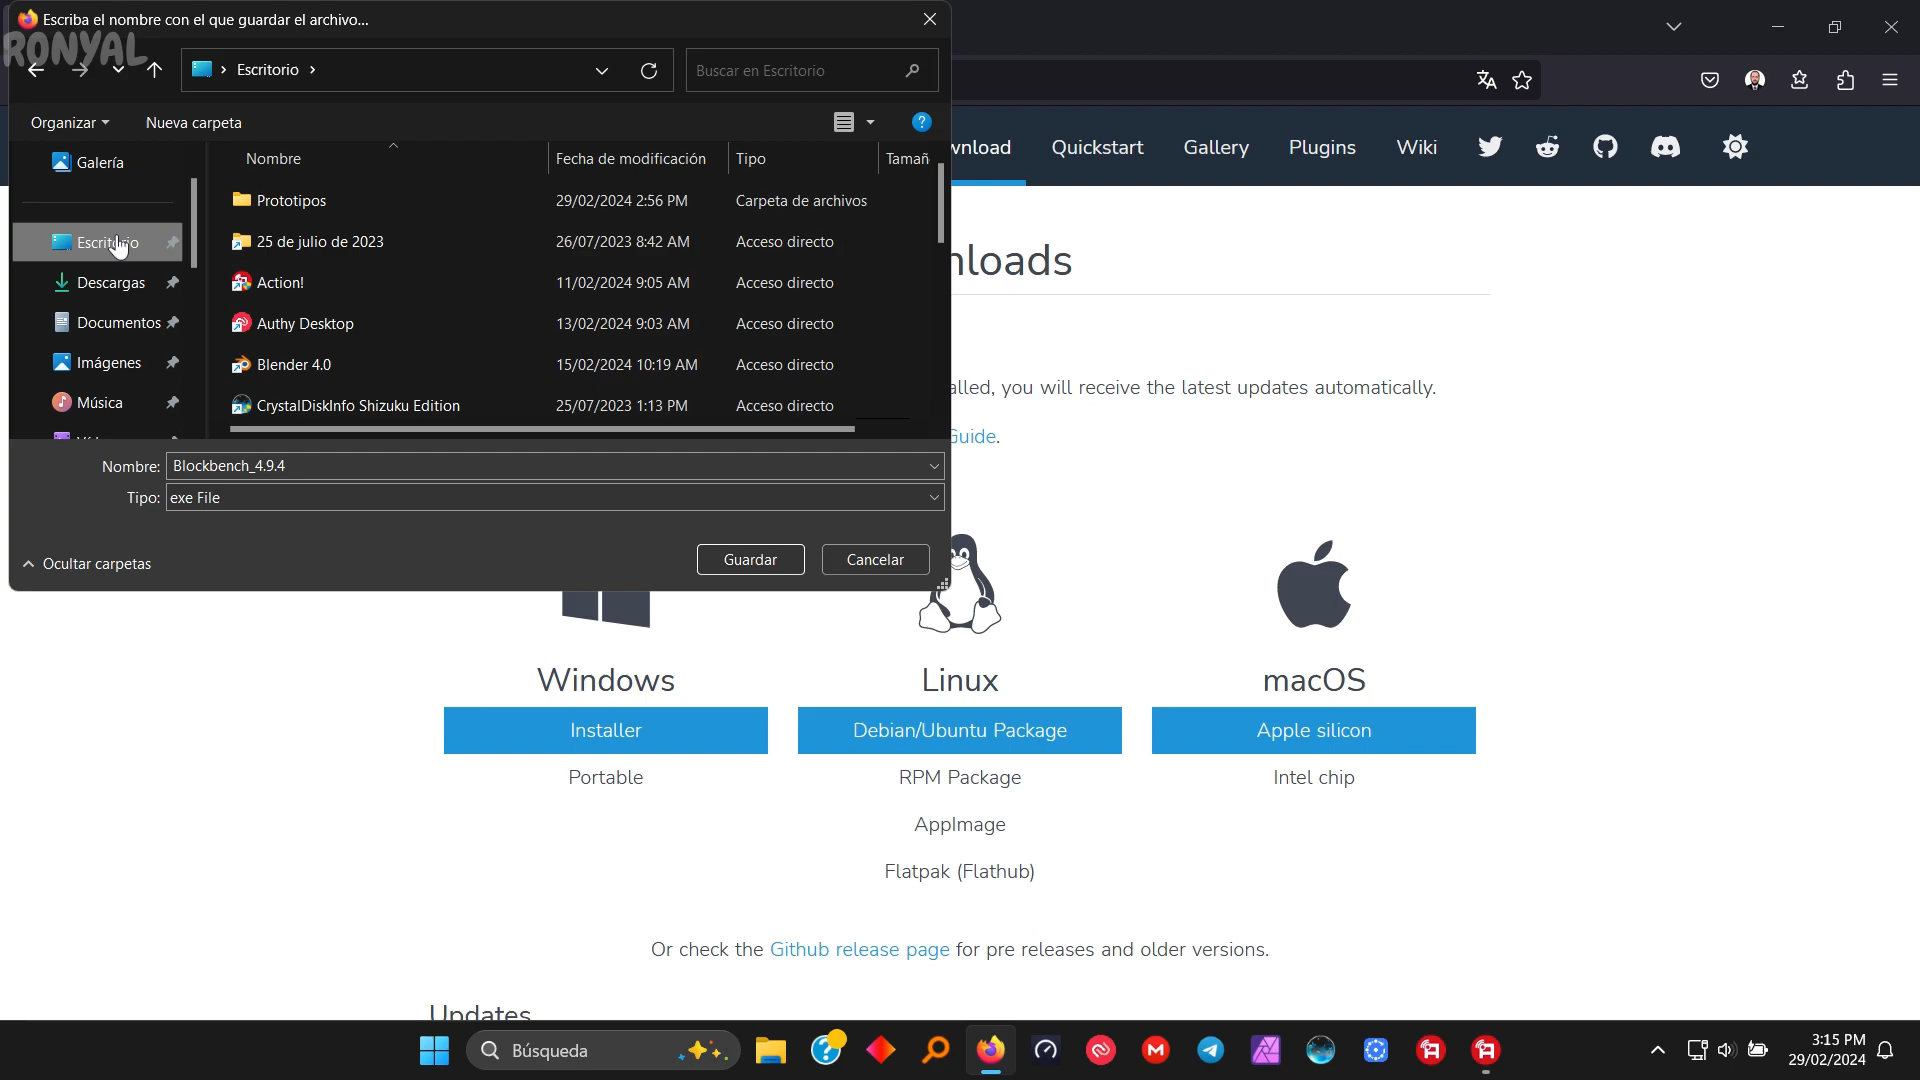 Escriba el nombre con el que guardar el archivo...
RONYAL
Escritorio
Buscar en Escritorio
Organizar
Nueva carpeta
Galería
Escritorio
Descargas
Documentos
Imágenes
Música
Nombre
Fecha de modificación
Tipo
Tamañ
Prototipos
29/02/2024 2:56 PM
Carpeta de archivos
25 de julio de 2023
26/07/2023 8:42 AM
Acceso directo
Action!
11/02/2024 9:05 AM
Acceso directo
Authy Desktop
13/02/2024 9:03 AM
Acceso directo
Blender 4.0
15/02/2024 10:19 AM
Acceso directo
CrystalDiskInfo Shizuku Edition
25/07/2023 1:13 PM
Acceso directo
Nombre: Blockbench_4.9.4
Tipo: exe File
Ocultar carpetas
Guardar
Cancelar
wnload
Quickstart
Gallery
Plugins
Wiki
nloads
alled, you will receive the latest updates automatically.
Guide.
Windows
Installer
Portable
Linux
Debian/Ubuntu Package
RPM Package
AppImage
Flatpak (Flathub)
macOS
Apple silicon
Intel chip
Or check the Github release page for pre releases and older versions.
Updates
Búsqueda
3:15 PM
29/02/2024